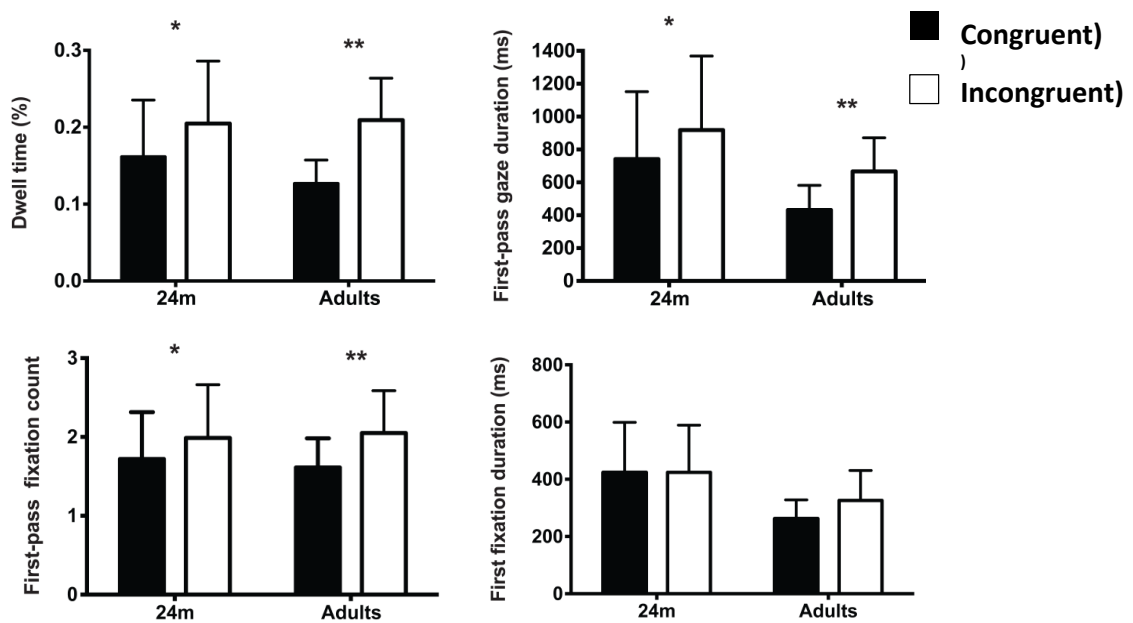 *
**
0.3
0.2
0.1
0.0
Dwell time (%)
24m
Adults
*
**
1400
1200
1000
800
600
400
200
0
First-pass gaze duration (ms)
24m
Adults
Congruent)
)
Incongruent)
*
**
3
2
1
0
First-pass fixation count
24m
Adults
800
600
400
200
0
First fixation duration (ms)
24m
Adults